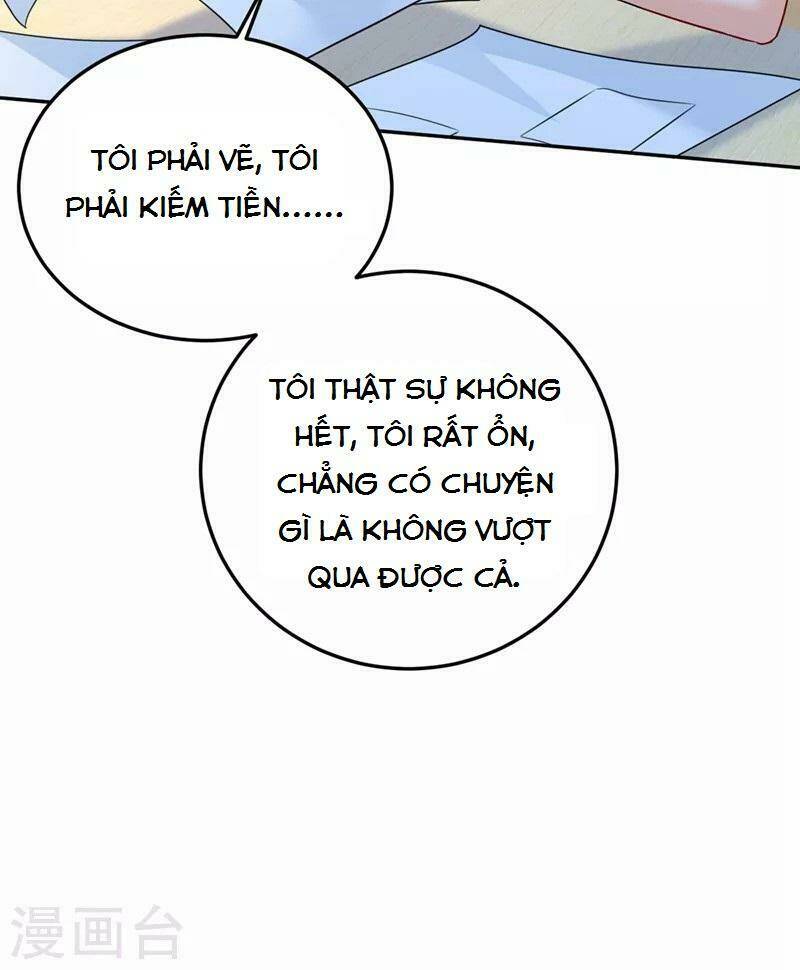 TÔI PHẢI VẼ, TÔI
PHẢI KIẾM TIỀN......
TÔI THẬT SỰ KHÔNG
HẾT, TÔI RẤT ỔN,
CHẲNG CÓ CHUYỆN
GÌ LÀ KHÔNG VƯỢT
QUA ĐƯỢC CẢ.
漫画台